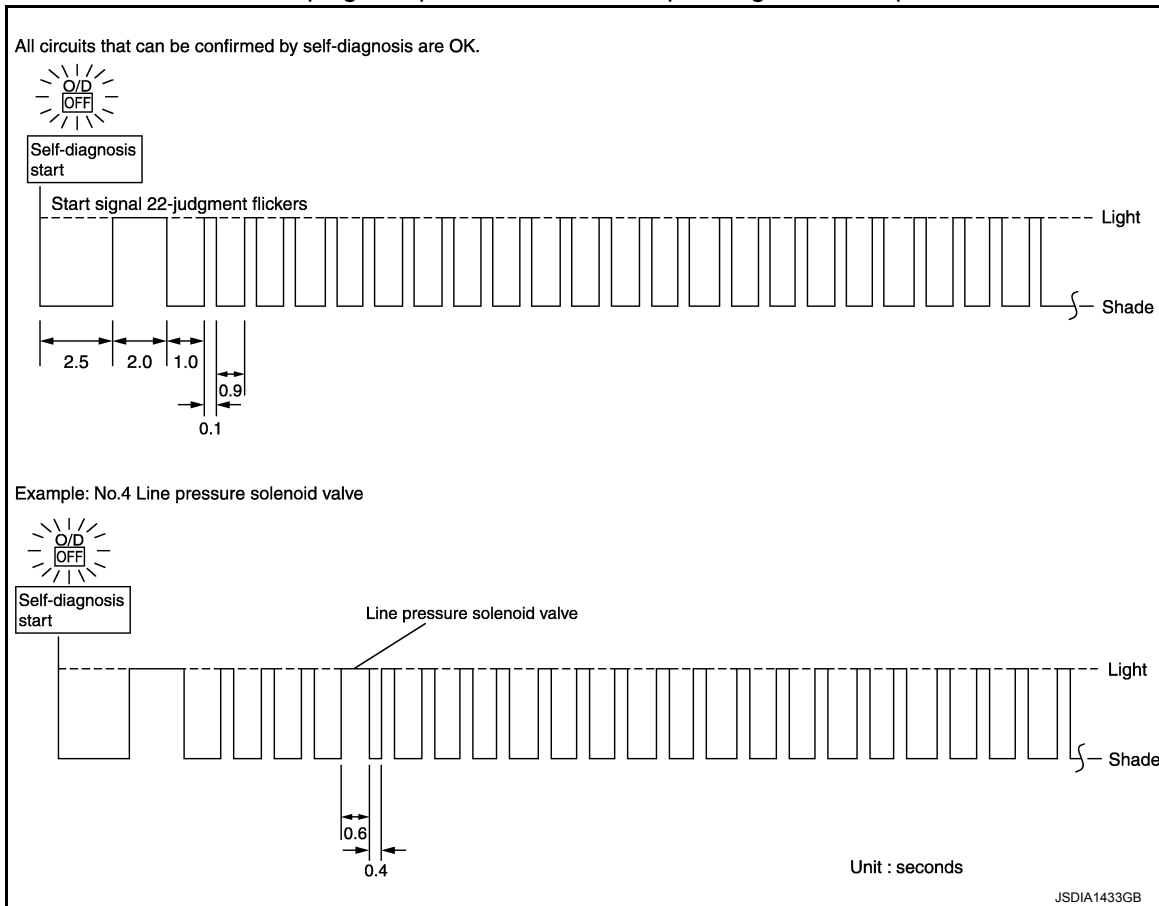 All circuits that can be confirmed by self-diagnosis are OK.
O/D
OFF
Self-diagnosis
start
Start signal 22-judgment flickers
Light
Shade
2.5
2.0
1.0
0.9
0.1
Example: No.4 Line pressure solenoid valve
O/D
OFF
Self-diagnosis
start
Line pressure solenoid valve
Light
Shade
0.6
0.4
Unit : seconds
JSDIA1433GB